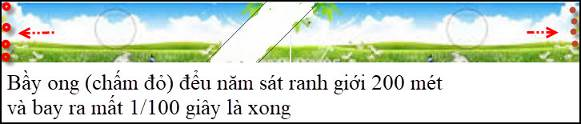 Bầy ong (chấm đỏ) đều năm sát ranh giới 200 mét
và bay ra mất 1/100 giây là xong